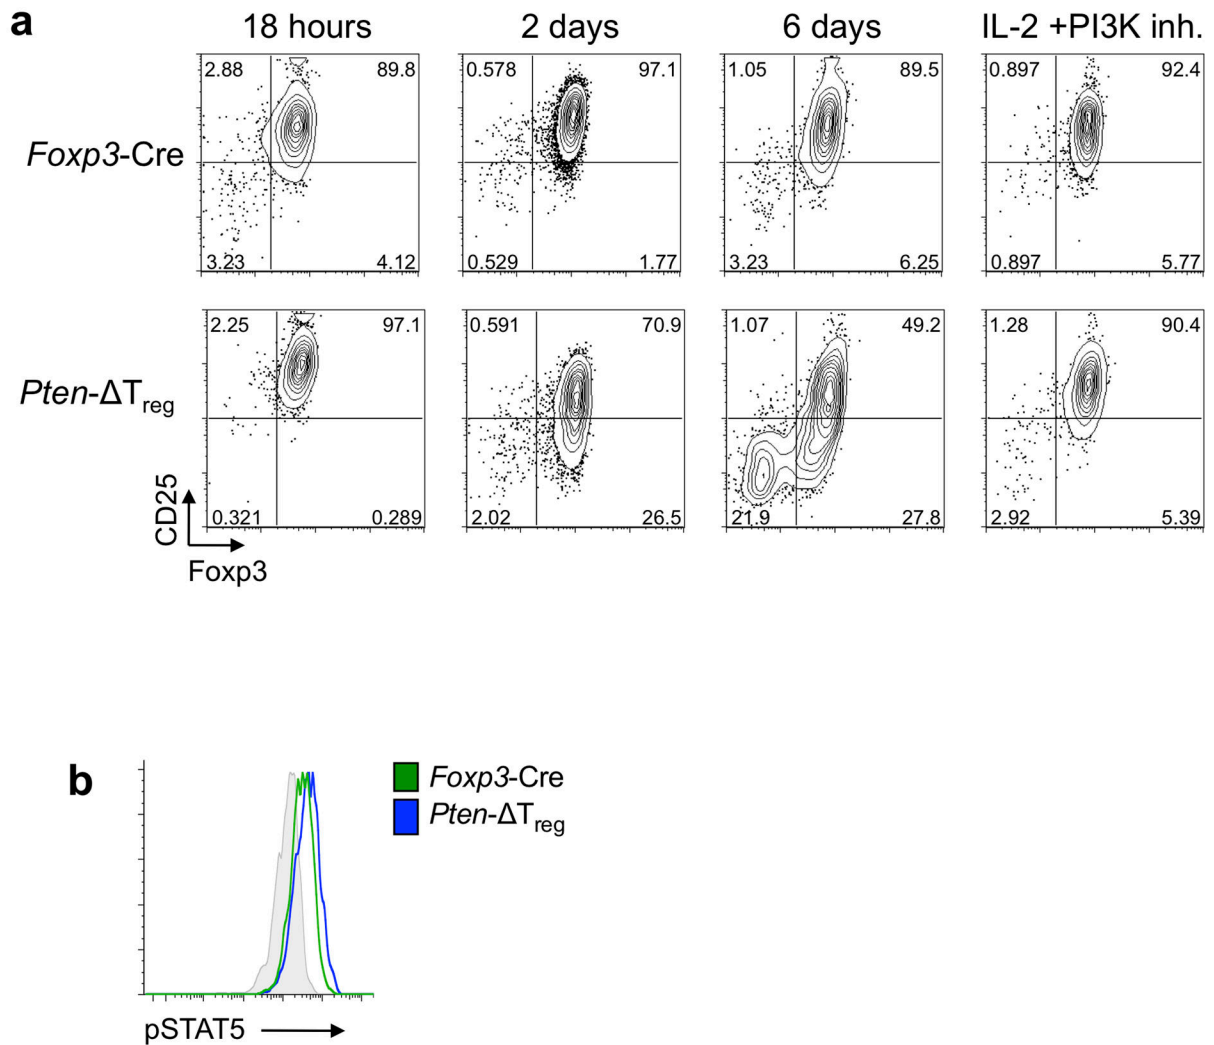 a
18 hours 2 days 6 days IL-2 +PI3K inh.
Foxp3-Cre
2.88 89.8 0.578 97.1 1.05 89.5 0.897 92.4
3.23 4.12 0.529 1.77 3.23 6.25 0.897 5.77
Pten-ΔTreg
2.25 97.1 0.591 70.9 1.07 49.2 1.28 90.4
0.321 0.289 2.02 26.5 21.9 27.8 2.92 5.39
CD25
Foxp3
b
Foxp3-Cre
Pten-ΔTreg
pSTAT5